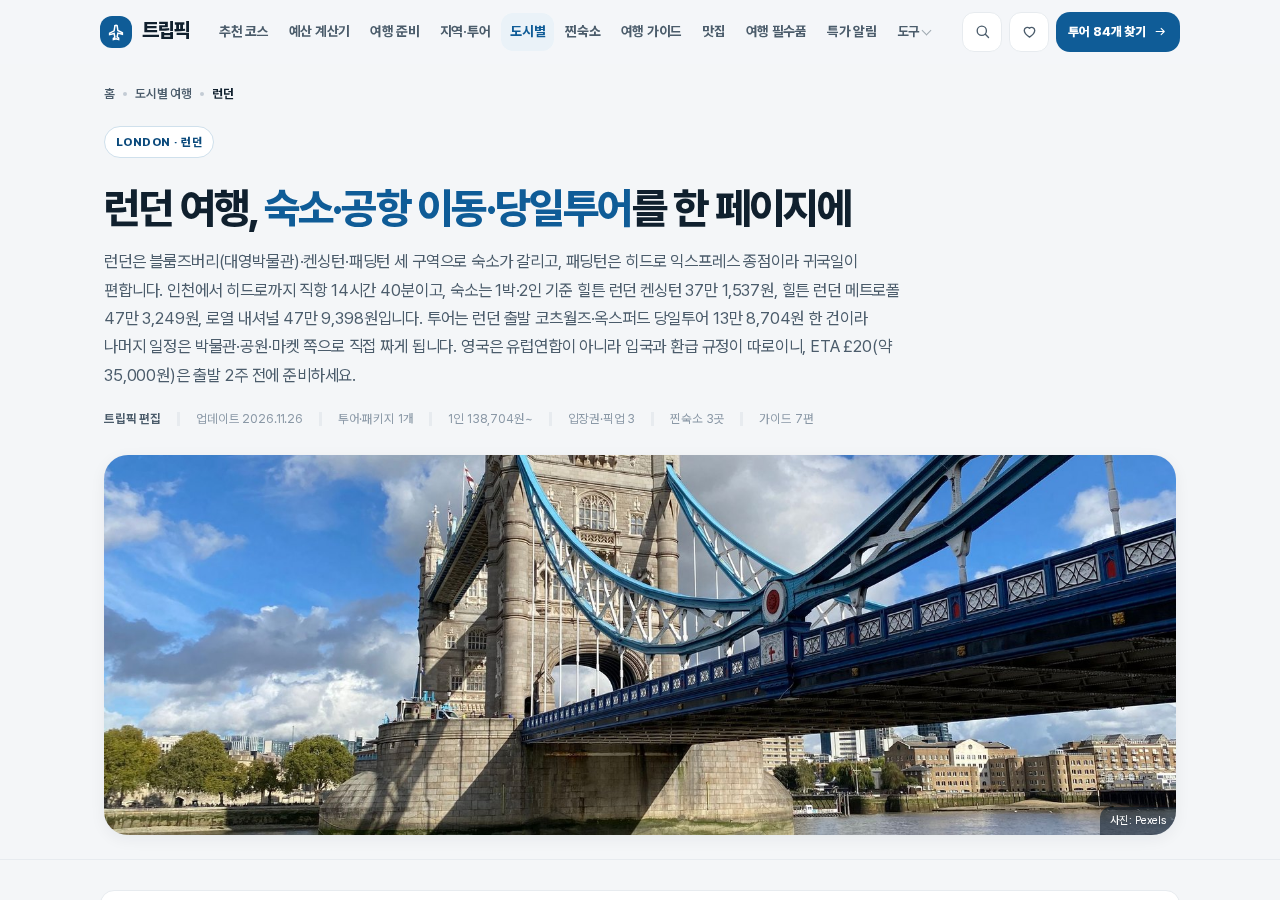 트립픽
추천 코스 예산 계산기 여행 준비 지역·투어 도시별 찐숙소 여행 가이드 맛집 여행 필수품 특가 알림 도구
투어 84개 찾기 →
홈 • 도시별 여행 • 런던
LONDON · 런던
런던 여행, 숙소·공항 이동·당일투어를 한 페이지에
런던은 블룸즈버리(대영박물관)·켄싱턴·패딩턴 세 구역으로 숙소가 갈리고, 패딩턴은 히드로 익스프레스 종점이라 귀국일이
편합니다. 인천에서 히드로까지 직항 14시간 40분이고, 숙소는 1박·2인 기준 힐튼 런던 켄싱턴 37만 1,537원, 힐튼 런던 메트로폴
47만 3,249원, 로열 내셔널 47만 9,398원입니다. 투어는 런던 출발 코츠월즈·옥스퍼드 당일투어 13만 8,704원 한 건이라
나머지 일정은 박물관·공원·마켓 쪽으로 직접 짜게 됩니다. 영국은 유럽연합이 아니라 입국과 환급 규정이 따로이니, ETA £20(약
35,000원)은 출발 2주 전에 준비하세요.
트립픽 편집 업데이트 2026.11.26 투어·패키지 1개 1인 138,704원~ 입장권·픽업 3 찐숙소 3곳 가이드 7편
사진: Pexels